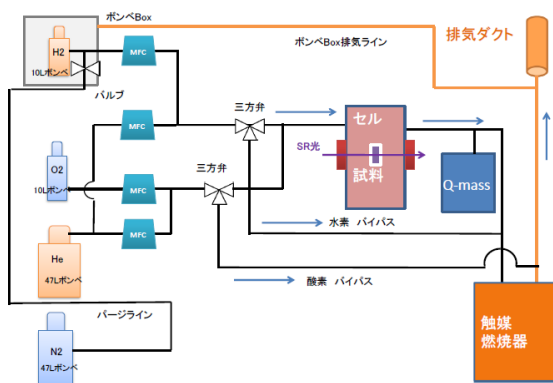 ボンベBox
H2
10Lボンベ
MFC
バルブ
ボンベBox排気ライン
排気ダクト
MFC
三方弁
セル
SR光
試料
O2
10Lボンベ
三方弁
MFC
Q-mass
He
47Lボンベ
MFC
水素 バイパス
酸素 バイパス
パージライン
触媒
燃焼器
N2
47Lボンベ